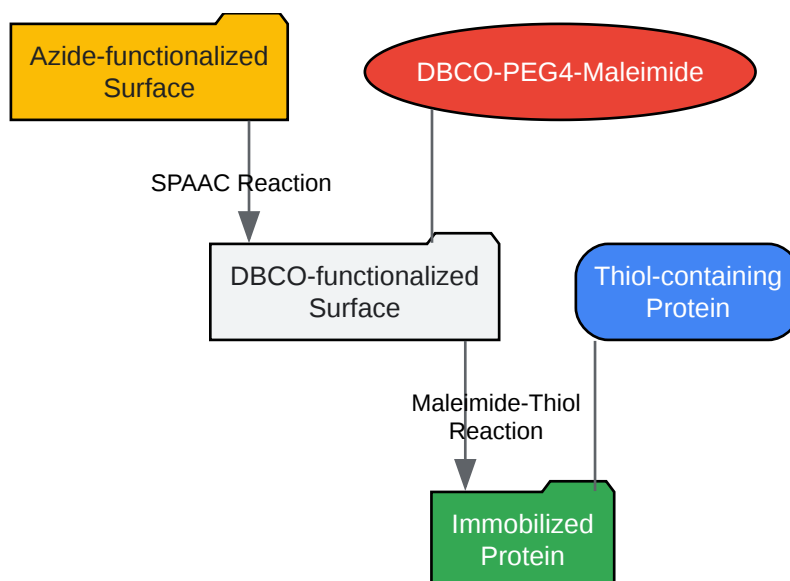 Azide-functionalized
Surface
DBCO-PEG4-Maleimide
SPAAC Reaction
DBCO-functionalized
Surface
Thiol-containing
Protein
Maleimide-Thiol
Reaction
Immobilized
Protein